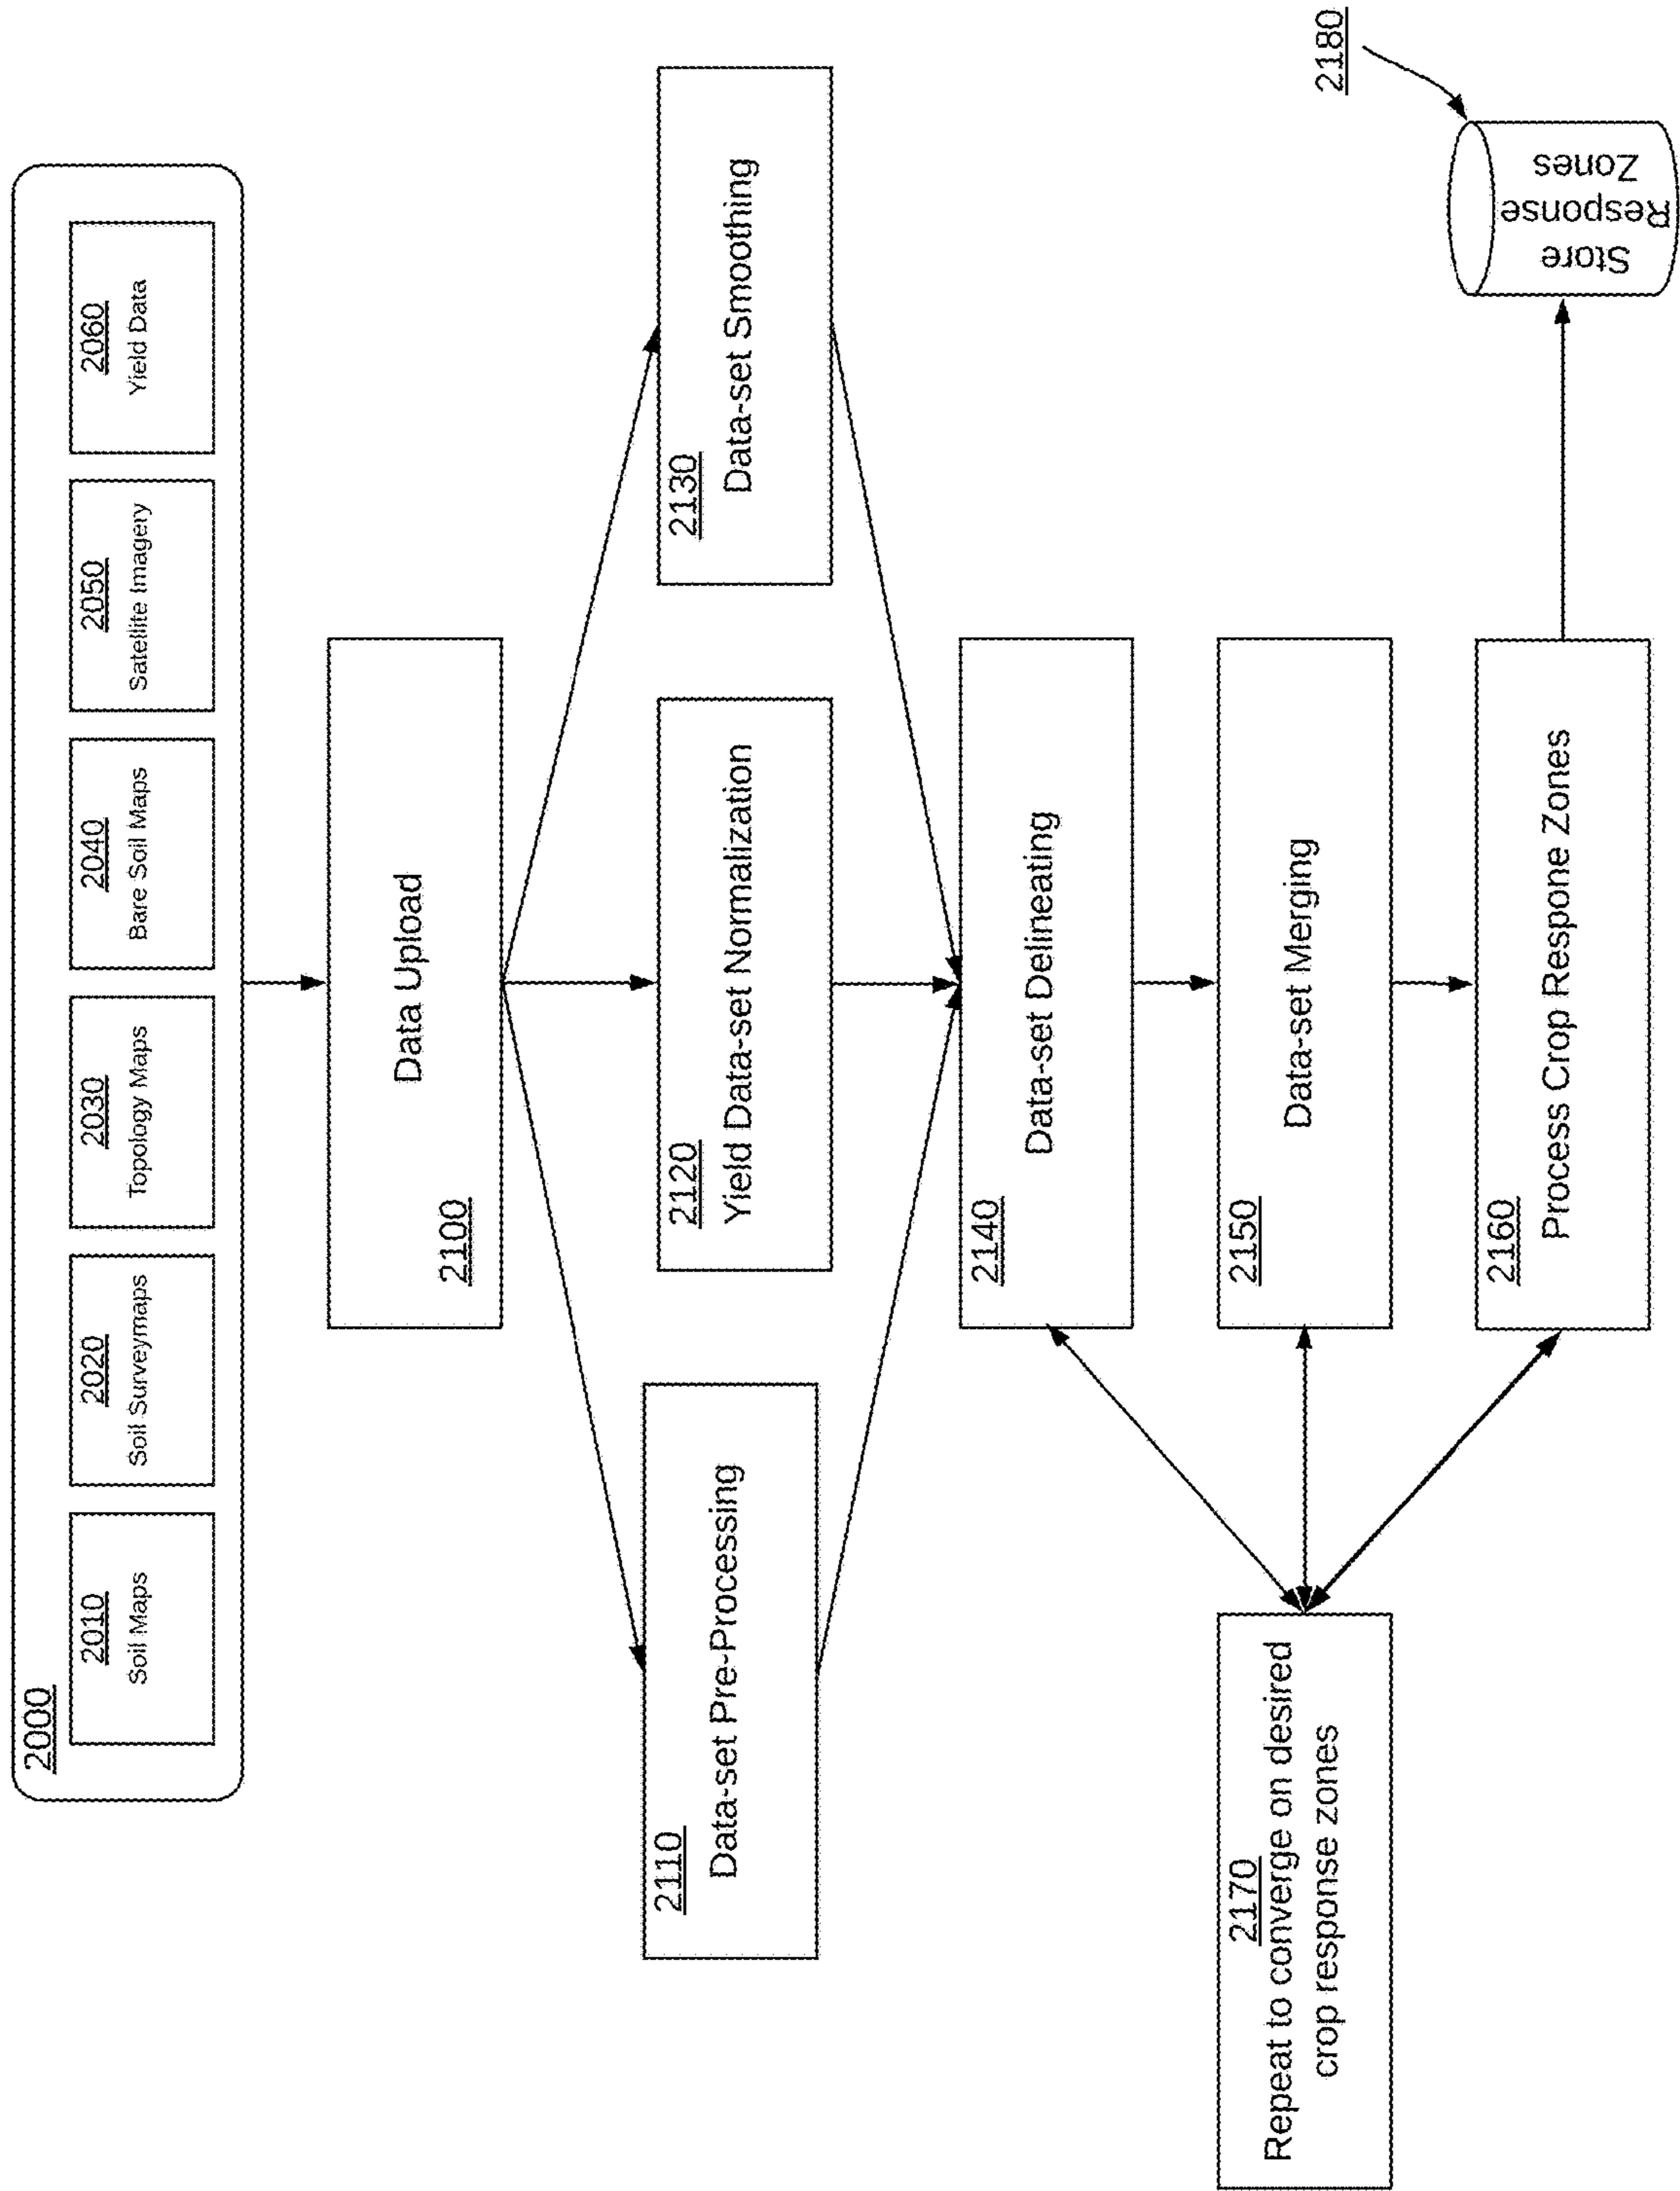 2000
2010
Soil Maps
2020
Soil Surveymaps
2030
Topology Maps
2040
Bare Soil Maps
2050
Satellite Imagery
2060
Yield Data
Data Upload
2100
2110
Data-set Pre-Processing
2120
Yield Data-set Normalization
2130
Data-set Smoothing
2140
Data-set Delineating
2150
Data-set Merging
2160
Process Crop Respone Zones
2170
Repeat to converge on desired
crop response zones
2180
Store
Response
Zones